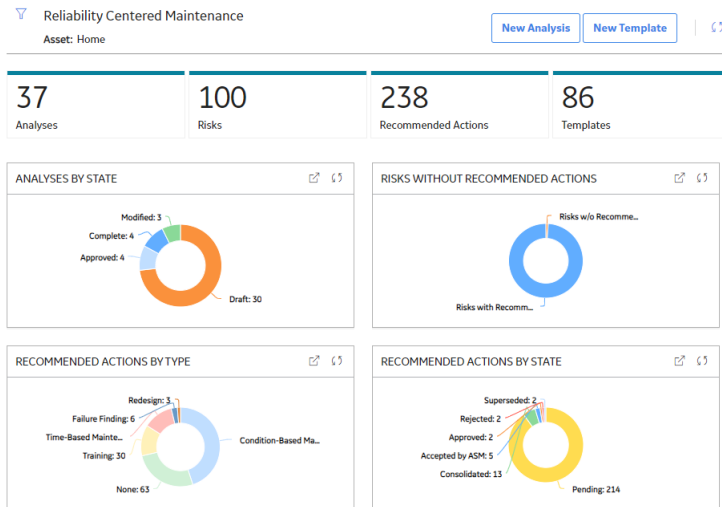 Reliability Centered Maintenance
Asset: Home
New Analysis
New Template
37
Analyses
100
Risks
238
Recommended Actions
86
Templates
ANALYSES BY STATE
Modified: 3
Complete: 4
Approved: 4
Draft: 30
RISKS WITHOUT RECOMMENDED ACTIONS
Risks w/o Recomme...
Risks with Recomm...
RECOMMENDED ACTIONS BY TYPE
Redesign: 3
Failure Finding: 6
Time-Based Mainte...
Training: 30
None: 63
Condition-Based Ma...
RECOMMENDED ACTIONS BY STATE
Superseded: 2
Rejected: 2
Approved: 2
Accepted by ASM: 5
Consolidated: 13
Pending: 214